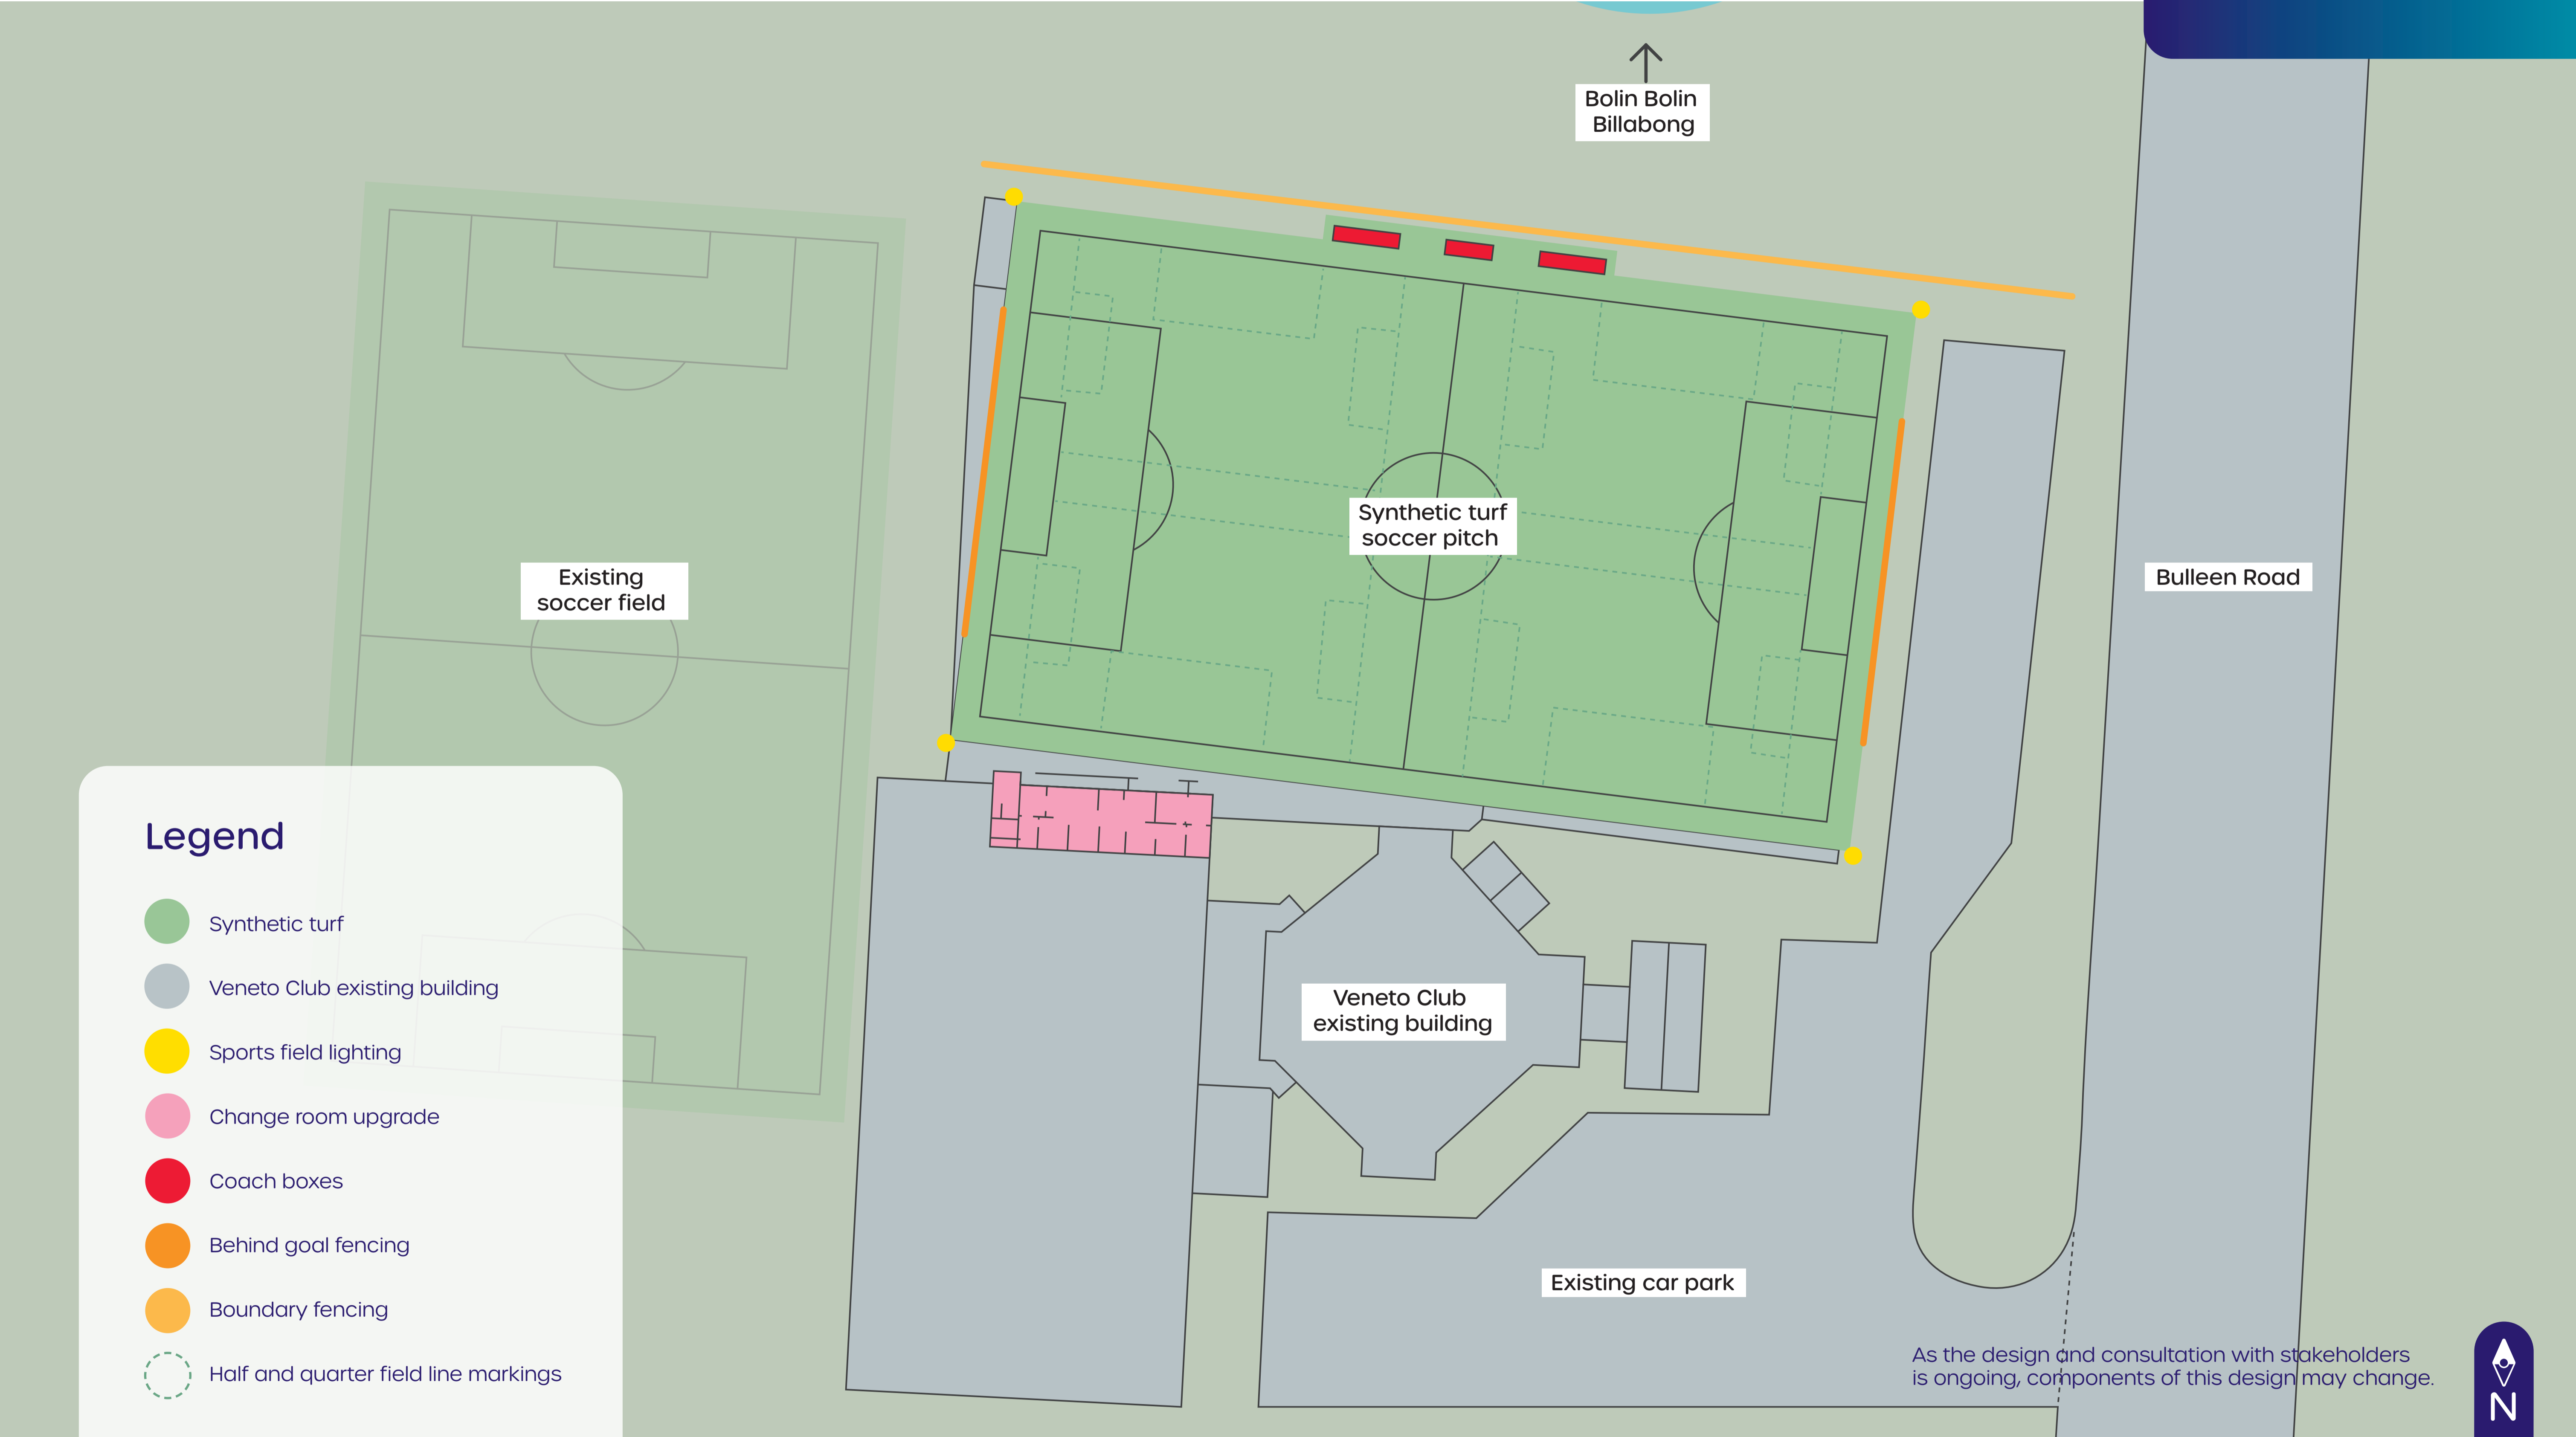 Bolin Bolin
Billabong
Synthetic turf
soccer pitch
Existing
soccer field
Bulleen Road
Veneto Club
existing building
Existing car park
Legend
Synthetic turf
Veneto Club existing building
Sports field lighting
Change room upgrade
Coach boxes
Behind goal fencing
Boundary fencing
Half and quarter field line markings
As the design and consultation with stakeholders
is ongoing, components of this design may change.
N